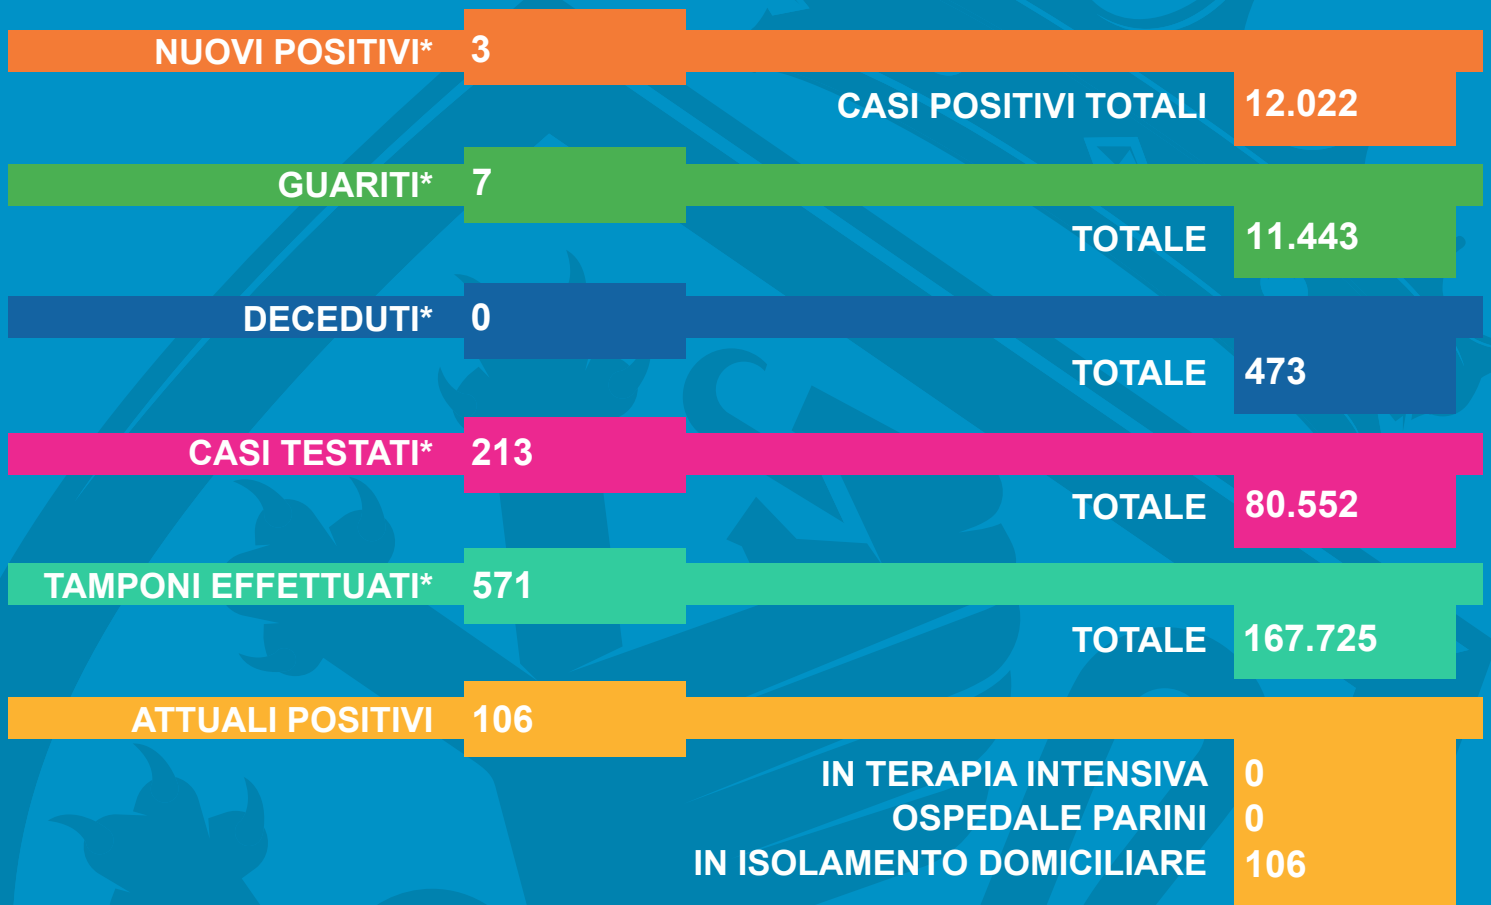 NUOVI POSITIVI* 3
CASI POSITIVI TOTALI 12.022
GUARITI* 7
TOTALE 11.443
DECEDUTI* 0
TOTALE 473
CASI TESTATI* 213
TOTALE 80.552
TAMPONI EFFETTUATI* 571
TOTALE 167.725
ATTUALI POSITIVI 106
IN TERAPIA INTENSIVA 0
OSPEDALE PARINI 0
IN ISOLAMENTO DOMICILIARE 106